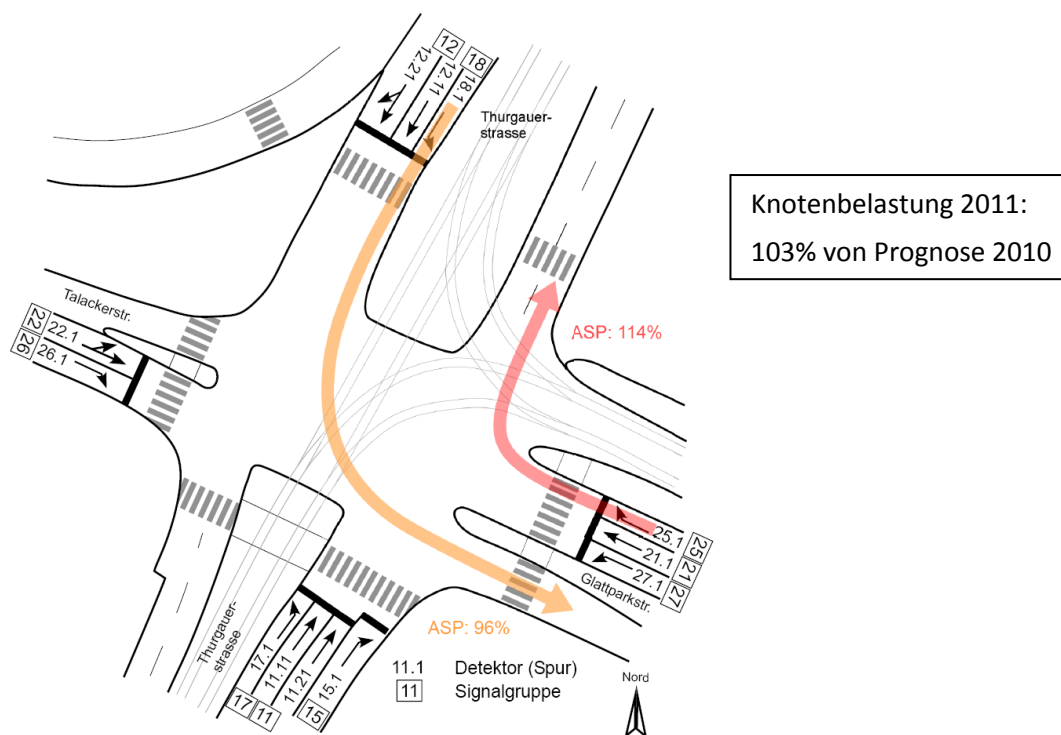 12
18
12.21
12.11
18.1
Thurgauer-
strasse
Knotenbelastung 2011:
103% von Prognose 2010
Talackerstr.
22
26
22.1
26.1
ASP: 114%
25.1
21.1
27.1
25
21
27
Glattparkstr.
Thurgauer-
strasse
ASP: 96%
17.1
11.11
11.21
15.1
17
11
15
11.1 Detektor (Spur)
11 Signalgruppe
Nord